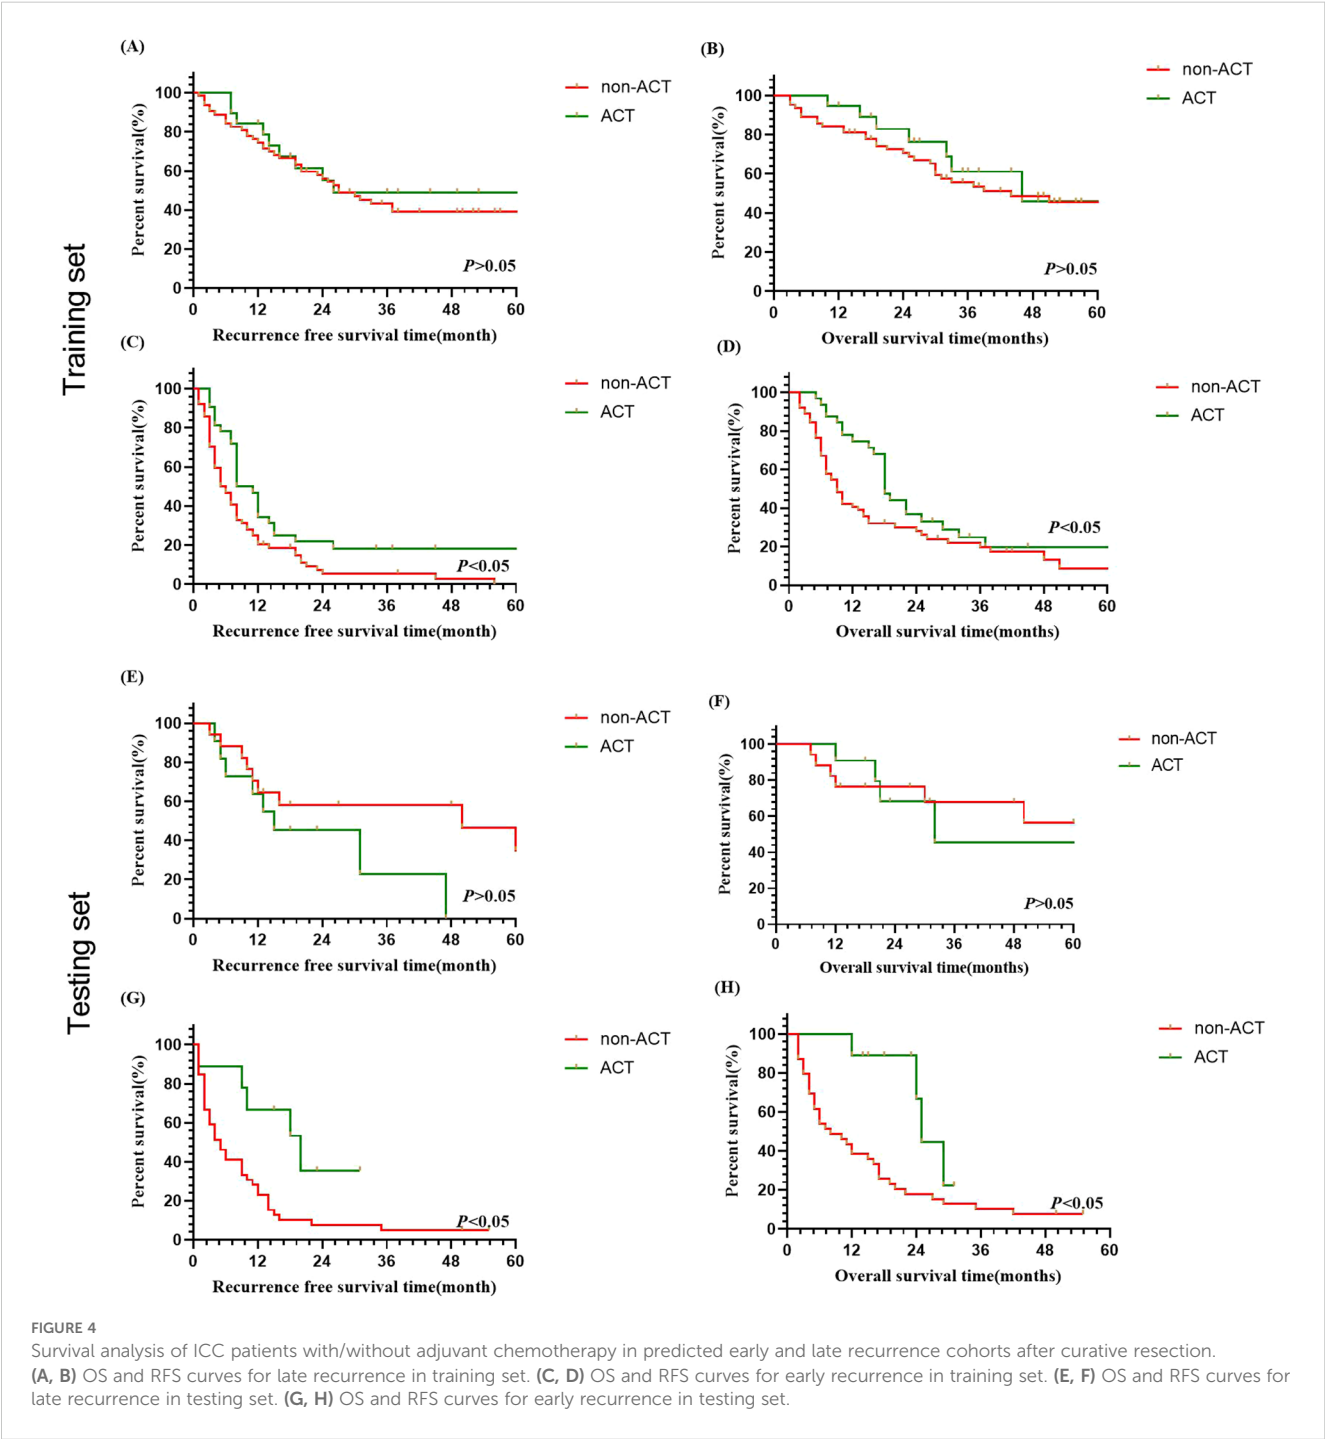 Training set
(A)
Percent survival(%)
100
80
60
40
20
0
non-ACT
ACT
P>0.05
0 12 24 36 48 60
Recurrence free survival time(month)
(B)
Percent survival(%)
100
80
60
40
20
0
non-ACT
ACT
P>0.05
0 12 24 36 48 60
Overall survival time(months)
(C)
Percent survival(%)
100
80
60
40
20
0
non-ACT
ACT
P<0.05
0 12 24 36 48 60
Recurrence free survival time(month)
(D)
Percent survival(%)
100
80
60
40
20
0
non-ACT
ACT
P<0.05
0 12 24 36 48 60
Overall survival time(months)
Testing set
(E)
Percent survival(%)
100
80
60
40
20
0
non-ACT
ACT
P>0.05
0 12 24 36 48 60
Recurrence free survival time(month)
(F)
Percent survival(%)
100
80
60
40
20
0
non-ACT
ACT
P>0.05
0 12 24 36 48 60
Overall survival time(months)
(G)
Percent survival(%)
100
80
60
40
20
0
non-ACT
ACT
P<0.05
0 12 24 36 48 60
Recurrence free survival time(month)
(H)
Percent survival(%)
100
80
60
40
20
0
non-ACT
ACT
P<0.05
0 12 24 36 48 60
Overall survival time(months)
FIGURE 4
Survival analysis of ICC patients with/without adjuvant chemotherapy in predicted early and late recurrence cohorts after curative resection.
(A, B) OS and RFS curves for late recurrence in training set. (C, D) OS and RFS curves for early recurrence in training set. (E, F) OS and RFS curves for
late recurrence in testing set. (G, H) OS and RFS curves for early recurrence in testing set.